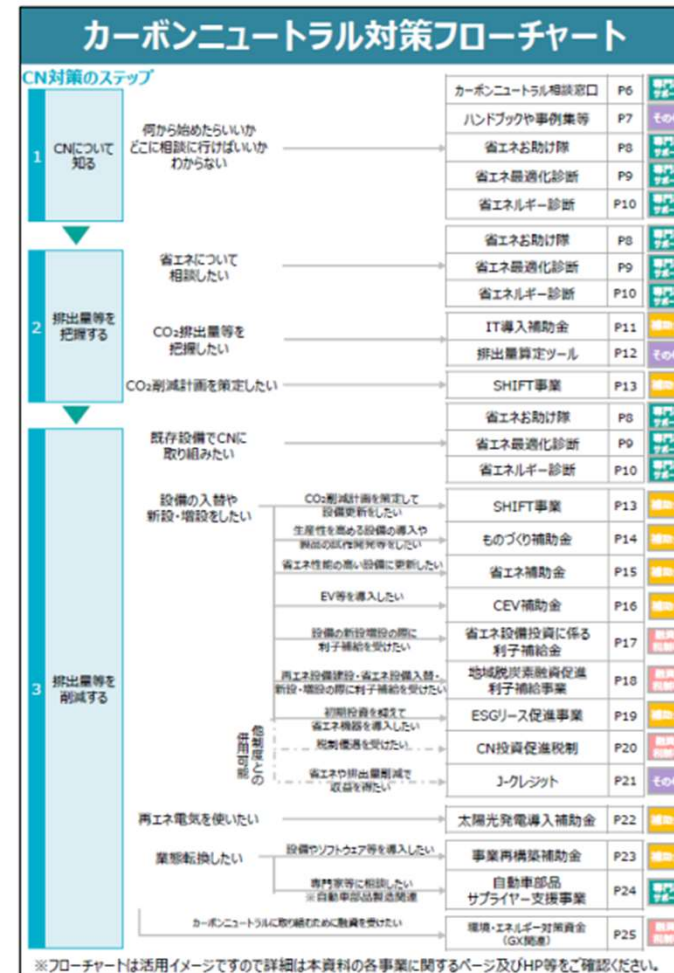 カーボンニュートラル対策フローチャート
CN対策のステップ
1
CNについて
知る
何から始めたらいいか
どこに相談に行けばいいか
わからない
カーボンニュートラル相談窓口 P6
ハンドブックや事例集等 P7
省エネお助け隊 P8
省エネ最適化診断 P9
省エネルギー診断 P10
2
排出量等を
把握する
省エネについて
相談したい
省エネお助け隊 P8
省エネ最適化診断 P9
省エネルギー診断 P10
CO₂排出量等を
把握したい
IT導入補助金 P11
排出量算定ツール P12
CO₂削減計画を策定したい
SHIFT事業 P13
3
排出量等を
削減する
既存設備でCNに
取り組みたい
省エネお助け隊 P8
省エネ最適化診断 P9
省エネルギー診断 P10
設備の入替や
新設・増設をしたい
CO₂削減計画を策定して
設備更新をしたい
SHIFT事業 P13
生産性を高める設備の導入や
製品の試作開発等をしたい
ものづくり補助金 P14
省エネ性能の高い設備に更新したい
省エネ補助金 P15
EV等を導入したい
CEV補助金 P16
設備の新設増設の際に
利子補給を受けたい
省エネ設備投資に係る
利子補給金
P17
再エネ設備建設・省エネ設備入替・
新設・増設の際に利子補給を受けたい
地域脱炭素融資促進
利子補給事業
P18
初期投資を抑えて
省エネ機器を導入したい
ESGリース促進事業 P19
他制度との
併用可能
税制優遇を受けたい
CN投資促進税制 P20
省エネや排出量削減で
収益を得たい
J-クレジット P21
再エネ電気を使いたい
太陽光発電導入補助金 P22
業態転換したい
設備やソフトウェア等を導入したい
事業再構築補助金 P23
専門家等に相談したい
※自動車部品製造関連
自動車部品
サプライヤー支援事業
P24
カーボンニュートラルに取り組むために融資を受けたい
環境・エネルギー対策資金
(GX関連)
P25
※フローチャートは活用イメージですので詳細は本資料の各事業に関するページ及びHP等をご確認ください。